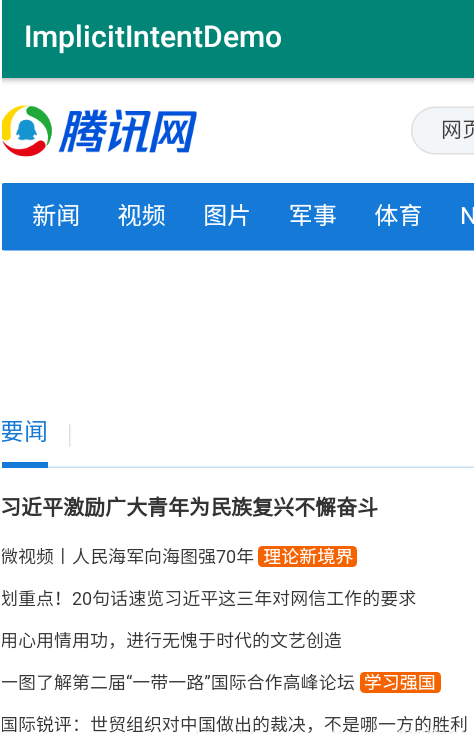 ImplicitIntentDemo
腾讯网
网页
新闻 视频 图片 军事 体育 N
要闻
习近平激励广大青年为民族复兴不懈奋斗
微视频丨人民海军向海图强70年 理论新境界
划重点！20句话速览习近平这三年对网信工作的要求
用心用情用功，进行无愧于时代的文艺创造
一图了解第二届“一带一路”国际合作高峰论坛 学习强国
国际锐评：世贸组织对中国做出的裁决，不是哪一方的胜利